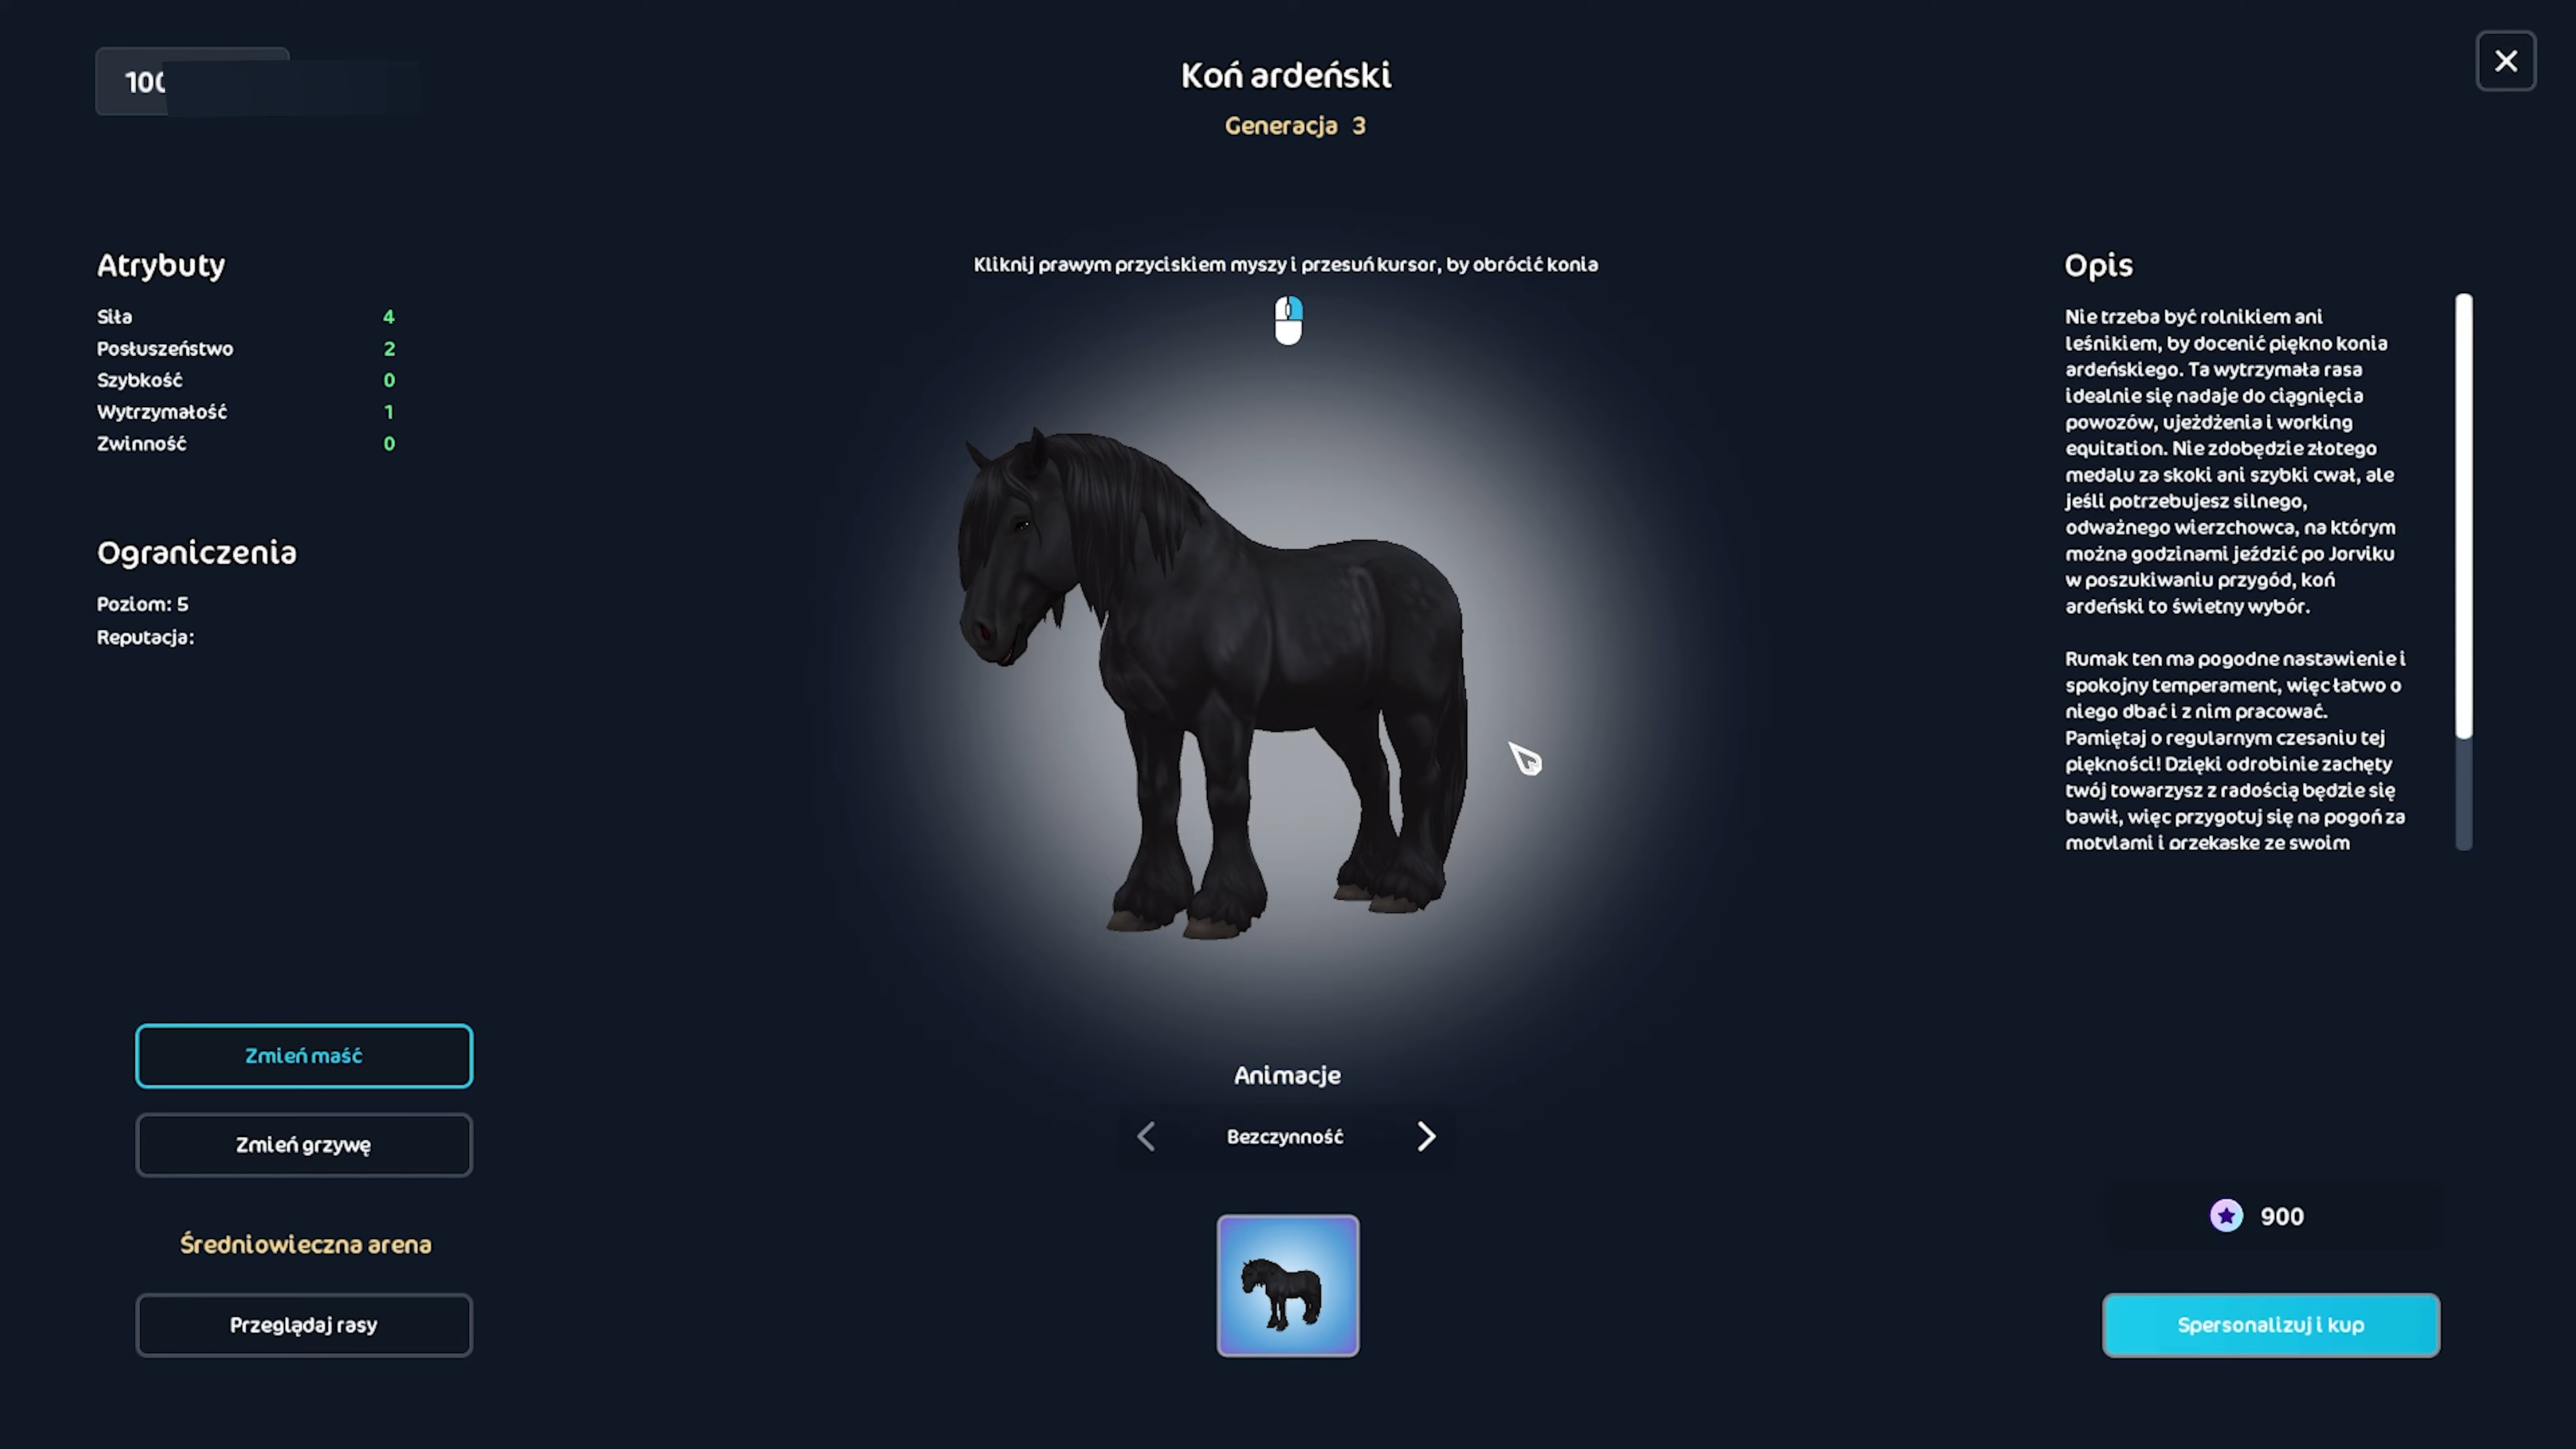 100
Koń ardeński
Generacja 3
Atrybuty
Siła 4
Posłuszeństwo 2
Szybkość 0
Wytrzymałość 1
Zwinność 0
Ograniczenia
Poziom: 5
Reputacja:
Kliknij prawym przyciskiem myszy i przesuń kursor, by obrócić konia
Opis
Nie trzeba być rolnikiem ani
leśnikiem, by docenić piękno konia
ardeńskiego. Ta wytrzymała rasa
idealnie się nadaje do ciągnięcia
powozów, ujeżdżenia i working
equitation. Nie zdobędzie złotego
medalu za skoki ani szybki cwał, ale
jeśli potrzebujesz silnego,
odważnego wierzchowca, na którym
można godzinami jeździć po Jorviku
w poszukiwaniu przygód, koń
ardeński to świetny wybór.
Rumak ten ma pogodne nastawienie i
spokojny temperament, więc łatwo o
niego dbać i z nim pracować.
Pamiętaj o regularnym czesaniu tej
piękności! Dzięki odrobinie zachęty
twój towarzysz z radością będzie się
bawił, więc przygotuj się na pogoń za
motylami i przekąskę ze swoim
Zmień maść
Zmień grzywę
Średniowieczna arena
Przeglądaj rasy
Animacje
Bezczynność
900
Spersonalizuj i kup